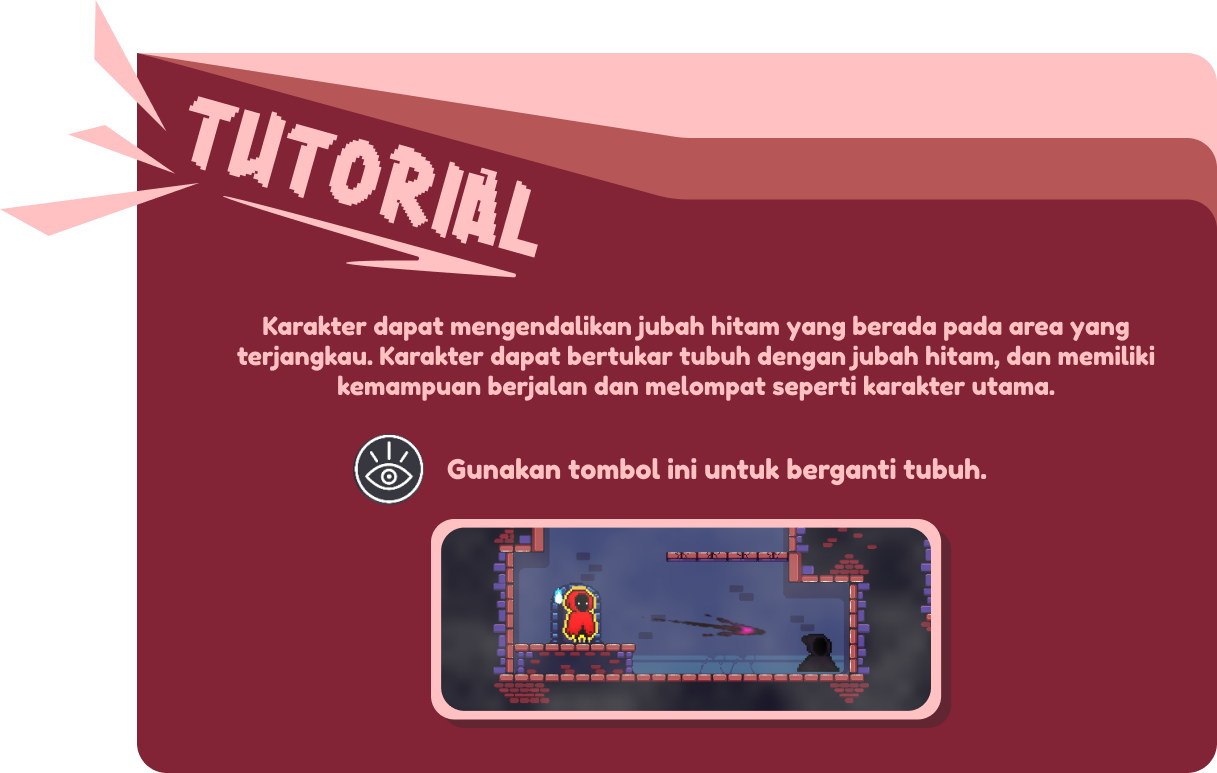 TUTORIAL
Karakter dapat mengendalikan jubah hitam yang berada pada area yang
terjangkau. Karakter dapat bertukar tubuh dengan jubah hitam, dan memiliki
kemampuan berjalan dan melompat seperti karakter utama.
Gunakan tombol ini untuk berganti tubuh.